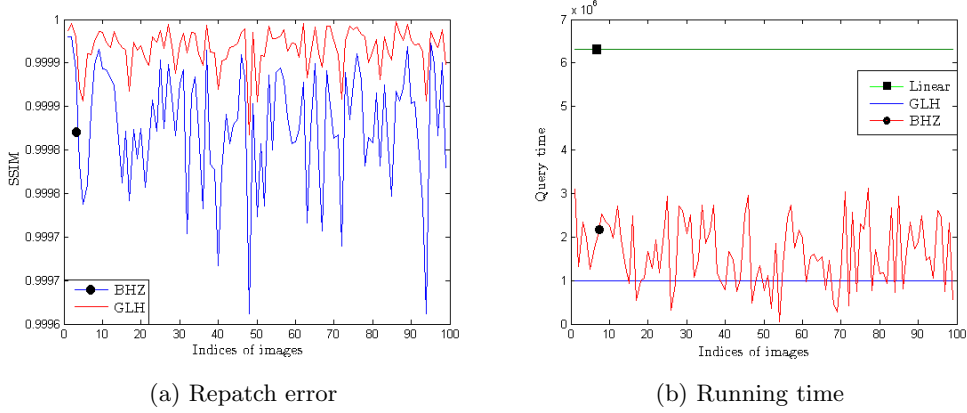 1
0.9999
0.9999
0.9998
0.9998
0.9997
0.9997
0.9996
SSIM
BHZ
GLH
0 10 20 30 40 50 60 70 80 90 100
Indices of images
(a) Repatch error
x 10^6
7
6
5
4
3
2
1
0
Query time
Linear
GLH
BHZ
0 10 20 30 40 50 60 70 80 90 100
Indices of images
(b) Running time